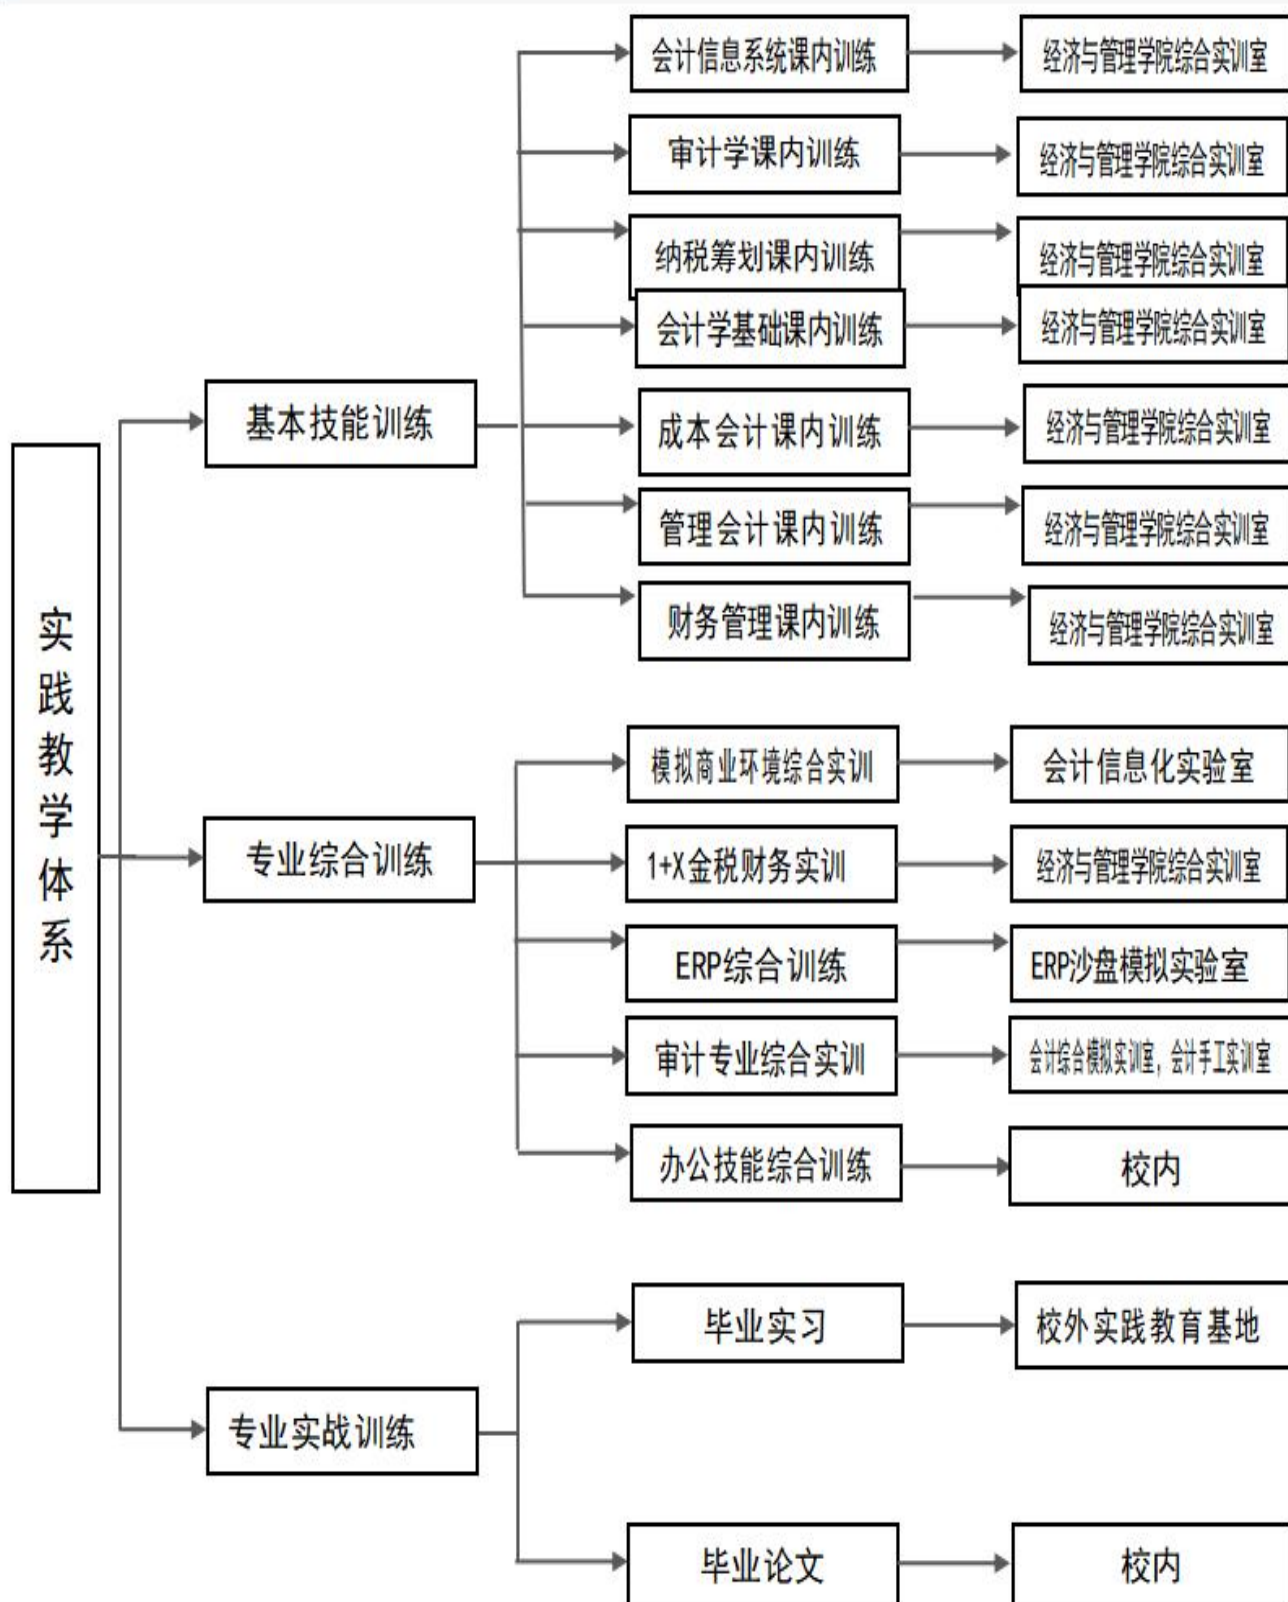 实践教学体系
基本技能训练
会计信息系统课内训练
经济与管理学院综合实训室
审计学课内训练
经济与管理学院综合实训室
纳税筹划课内训练
经济与管理学院综合实训室
会计学基础课内训练
经济与管理学院综合实训室
成本会计课内训练
经济与管理学院综合实训室
管理会计课内训练
经济与管理学院综合实训室
财务管理课内训练
经济与管理学院综合实训室
专业综合训练
模拟商业环境综合实训
会计信息化实验室
1+X金税财务实训
经济与管理学院综合实训室
ERP综合训练
ERP沙盘模拟实验室
审计专业综合实训
会计综合模拟实训室，会计手工实训室
办公技能综合训练
校内
专业实战训练
毕业实习
校外实践教育基地
毕业论文
校内